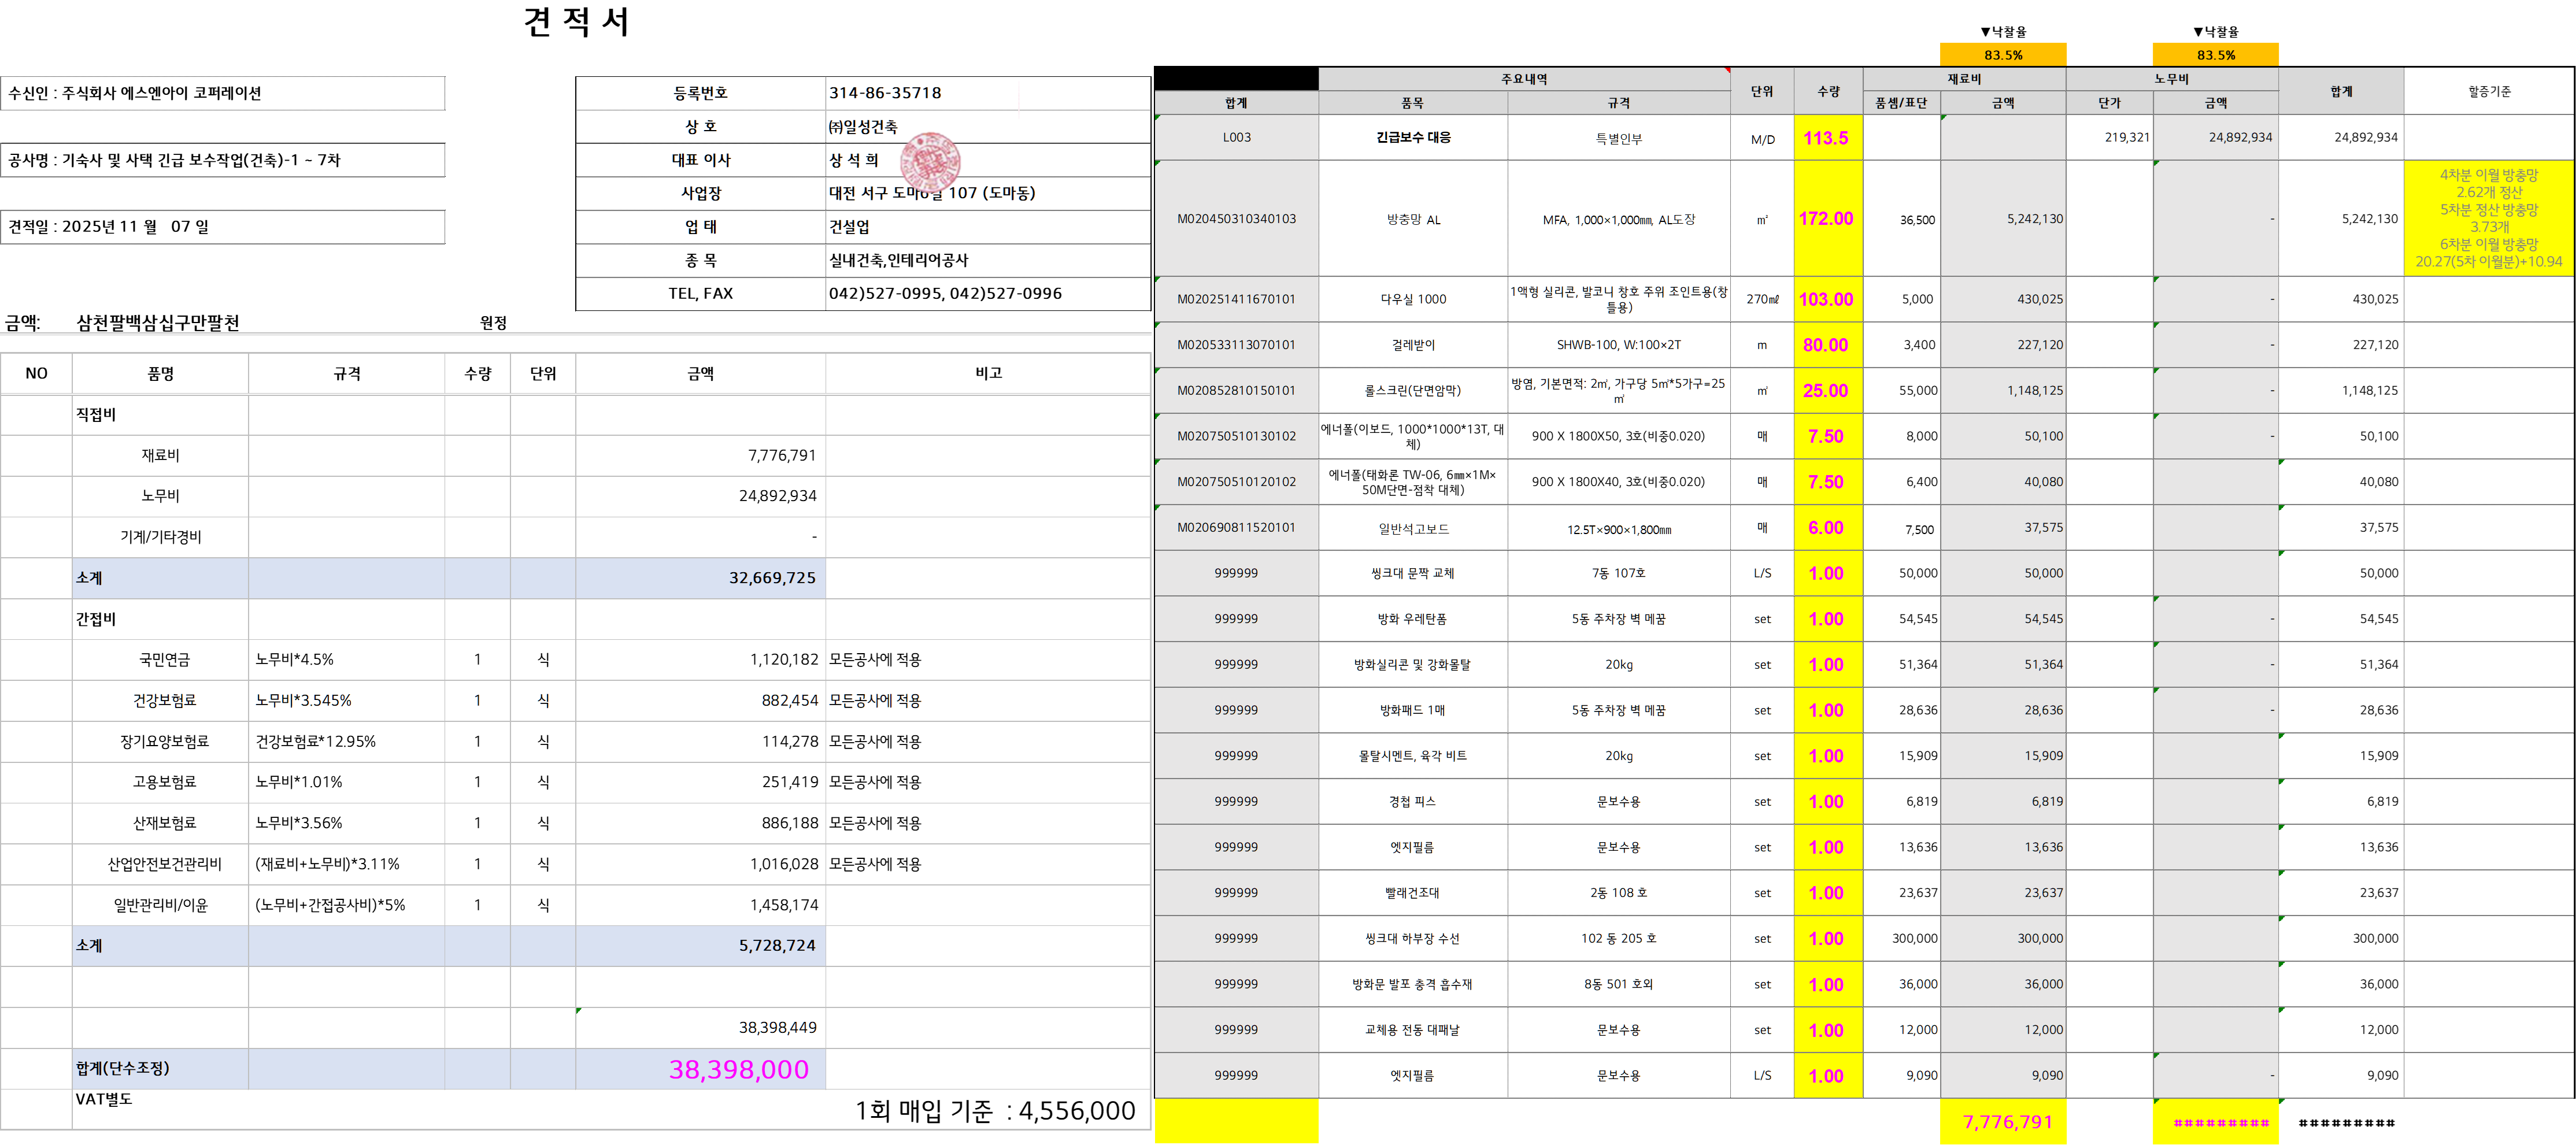 견 적 서
수신인 : 주식회사 에스엔아이 코퍼레이션
공사명 : 기숙사 및 사택 긴급 보수작업(건축)-1 ~ 7차
견적일 : 2025년 11 월 07 일
등록번호 314-86-35718
상 호 ㈜일성건축
대표 이사 상 석 희
사업장 대전 서구 도마6길 107 (도마동)
업 태 건설업
종 목 실내건축,인테리어공사
TEL, FAX 042)527-0995, 042)527-0996
금액: 삼천팔백삼십구만팔천 원정
NO 품명 규격 수량 단위 금액 비고
직접비
재료비 7,776,791
노무비 24,892,934
기계/기타경비 -
소계 32,669,725
간접비
국민연금 노무비*4.5% 1 식 1,120,182 모든공사에 적용
건강보험료 노무비*3.545% 1 식 882,454 모든공사에 적용
장기요양보험료 건강보험료*12.95% 1 식 114,278 모든공사에 적용
고용보험료 노무비*1.01% 1 식 251,419 모든공사에 적용
산재보험료 노무비*3.56% 1 식 886,188 모든공사에 적용
산업안전보건관리비 (재료비+노무비)*3.11% 1 식 1,016,028 모든공사에 적용
일반관리비/이윤 (노무비+간접공사비)*5% 1 식 1,458,174
소계 5,728,724
38,398,449
합계(단수조정) 38,398,000
VAT별도
1회 매입 기준 : 4,556,000
▼낙찰율 ▼낙찰율
83.5% 83.5%
주요내역 단위 수량 재료비 노무비 합계 할증기준
합계 품목 규격 품셈/표단 금액 단가 금액
L003 긴급보수 대응 특별인부 M/D 113.5 219,321 24,892,934 24,892,934
M020450310340103 방충망 AL MFA, 1,000×1,000㎜, AL도장 ㎡ 172.00 36,500 5,242,130 - 5,242,130
4차분 이월 방충망
2.62개 정산
5차분 정산 방충망
3.73개
6차분 이월 방충망
20.27(5차 이월분)+10.94
M020251411670101 다우실 1000 1액형 실리콘, 발코니 창호 주위 조인트용(창
틀용) 270㎖ 103.00 5,000 430,025 - 430,025
M020533113070101 걸레받이 SHWB-100, W:100×2T m 80.00 3,400 227,120 - 227,120
M020852810150101 롤스크린(단면암막) 방염, 기본면적: 2㎡, 가구당 5㎡*5가구=25
㎡ ㎡ 25.00 55,000 1,148,125 - 1,148,125
M020750510130102 에너폴(이보드, 1000*1000*13T, 대
체) 900 X 1800X50, 3호(비중0.020) 매 7.50 8,000 50,100 - 50,100
M020750510120102 에너폴(태화론 TW-06, 6㎜×1M×
50M단면-점착 대체) 900 X 1800X40, 3호(비중0.020) 매 7.50 6,400 40,080 40,080
M020690811520101 일반석고보드 12.5T×900×1,800㎜ 매 6.00 7,500 37,575 37,575
999999 씽크대 문짝 교체 7동 107호 L/S 1.00 50,000 50,000 50,000
999999 방화 우레탄폼 5동 주차장 벽 메꿈 set 1.00 54,545 54,545 - 54,545
999999 방화실리콘 및 강화몰탈 20kg set 1.00 51,364 51,364 - 51,364
999999 방화패드 1매 5동 주차장 벽 메꿈 set 1.00 28,636 28,636 - 28,636
999999 몰탈시멘트, 육각 비트 20kg set 1.00 15,909 15,909 15,909
999999 경첩 피스 문보수용 set 1.00 6,819 6,819 6,819
999999 엣지필름 문보수용 set 1.00 13,636 13,636 13,636
999999 빨래건조대 2동 108 호 set 1.00 23,637 23,637 23,637
999999 씽크대 하부장 수선 102 동 205 호 set 1.00 300,000 300,000 300,000
999999 방화문 발포 충격 흡수재 8동 501 호외 set 1.00 36,000 36,000 36,000
999999 교체용 전동 대패날 문보수용 set 1.00 12,000 12,000 12,000
999999 엣지필름 문보수용 L/S 1.00 9,090 9,090 - 9,090
7,776,791 ######### #########